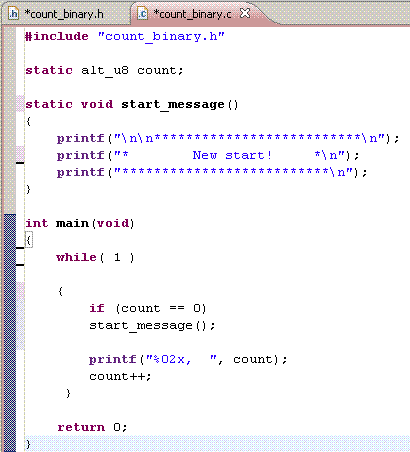 *count_binary.h
*count_binary.c
#include "count_binary.h"
static alt_u8 count;
static void start_message()
{
printf("\n\n**************************\n");
printf("*        New start!     *\n");
printf("**************************\n");
}
int main(void)
{
while( 1 )
{
if (count == 0)
start_message();
printf("%02x,  ", count);
count++;
}
return 0;
}